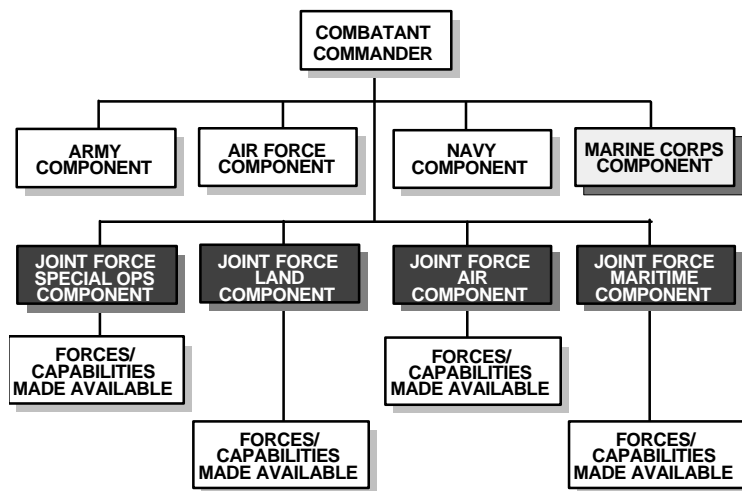 COMBATANT
COMMANDER
ARMY
COMPONENT
AIR FORCE
COMPONENT
NAVY
COMPONENT
MARINE CORPS
COMPONENT
JOINT FORCE
SPECIAL OPS
COMPONENT
JOINT FORCE
LAND
COMPONENT
JOINT FORCE
AIR
COMPONENT
JOINT FORCE
MARITIME
COMPONENT
FORCES/
CAPABILITIES
MADE AVAILABLE
FORCES/
CAPABILITIES
MADE AVAILABLE
FORCES/
CAPABILITIES
MADE AVAILABLE
FORCES/
CAPABILITIES
MADE AVAILABLE